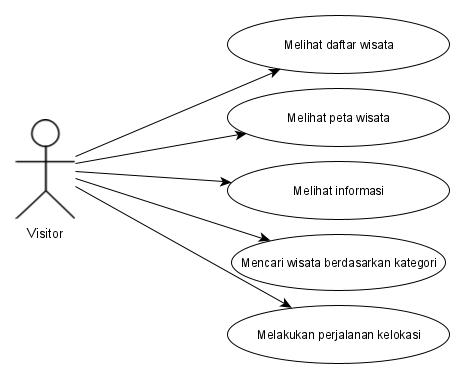 Melihat daftar wisata
Melihat peta wisata
Melihat informasi
Visitor
Mencari wisata berdasarkan kategori
Melakukan perjalanan kelokasi